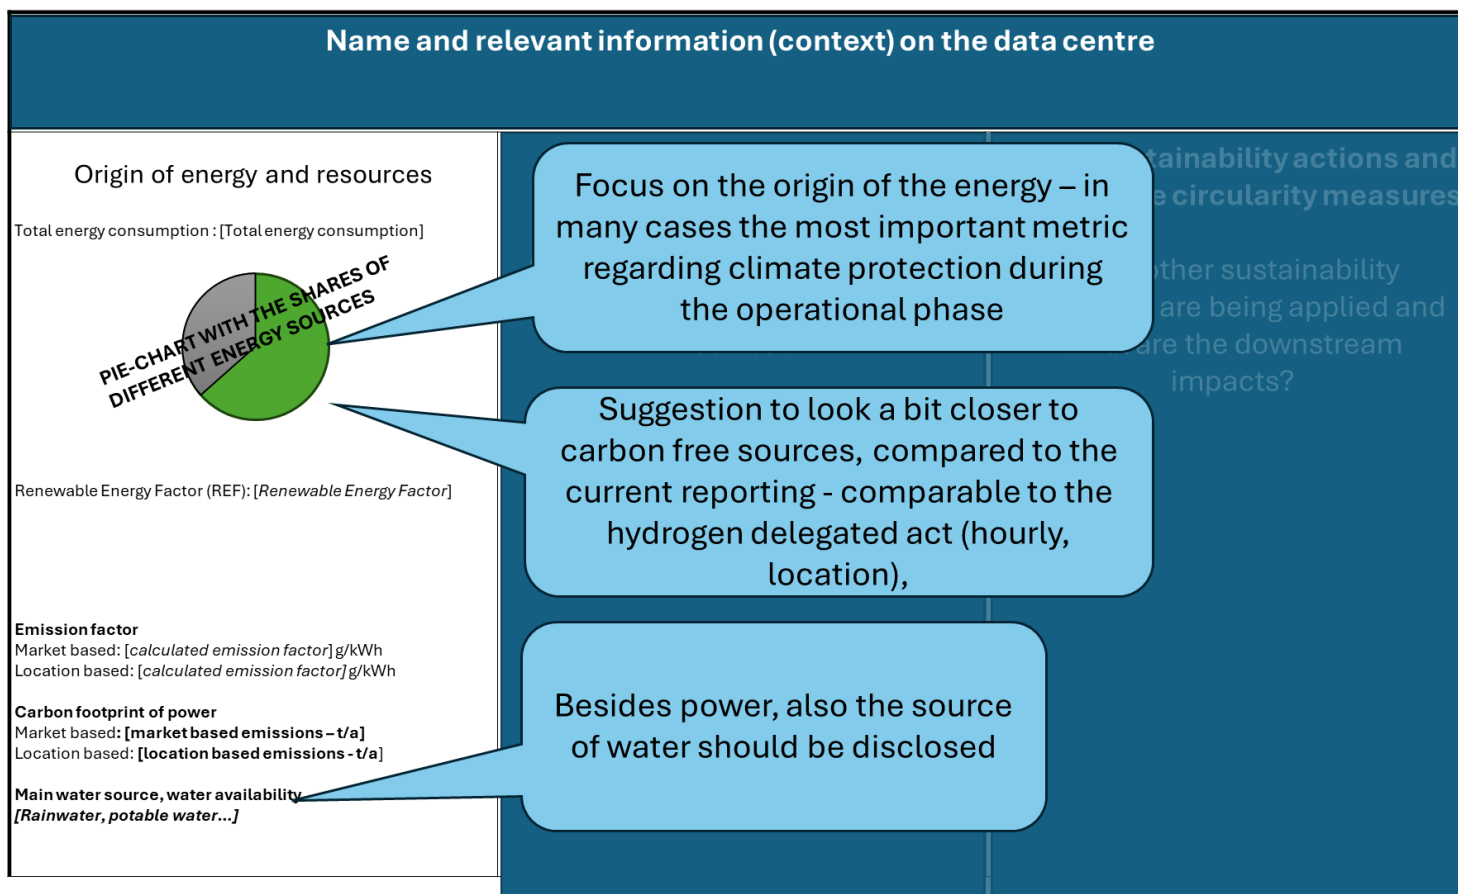 Name and relevant information (context) on the data centre
Origin of energy and resources
Total energy consumption : [Total energy consumption]
PIE-CHART WITH THE SHARES OF
DIFFERENT ENERGY SOURCES
Renewable Energy Factor (REF): [Renewable Energy Factor]
Emission factor
Market based: [calculated emission factor] g/kWh
Location based: [calculated emission factor] g/kWh
Carbon footprint of power
Market based: [market based emissions – t/a]
Location based: [location based emissions - t/a]
Main water source, water availability
[Rainwater, potable water...]
Focus on the origin of the energy – in
many cases the most important metric
regarding climate protection during
the operational phase
Suggestion to look a bit closer to
carbon free sources, compared to the
current reporting - comparable to the
hydrogen delegated act (hourly,
location),
Besides power, also the source
of water should be disclosed
tainability actions and
e circularity measures
other sustainability
are being applied and
are the downstream
impacts?